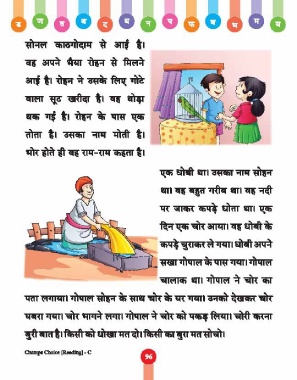 ड ज त ब द ध न प फ ब भ म य
सोनल काठगोदाम से आई है।
वह अपने भैया रोहन से मिलने
आई है। रोहन ने उसके लिए गोटे
वाला सूट खरीदा है। वह थोड़ा
थक गई है। रोहन के पास एक
तोता है। उसका नाम मोती है।
भोर होते ही वह राम-राम कहता है।
एक धोबी था। उसका नाम सोहन
था। वह बहुत गरीब था। वह नदी
पर जाकर कपड़े धोता था। एक
दिन एक चोर आया। वह धोबी के
कपड़े चुराकर ले गया। धोबी अपने
सखा गोपाल के पास गया। गोपाल
चालाक था। गोपाल ने चोर का
पता लगाया। गोपाल सोहन के साथ चोर के घर गया। उनको देखकर चोर
घबरा गया। चोर भागने लगा। गोपाल ने चोर को पकड़ लिया। चोरी करना
बुरी बात है। किसी को धोखा मत दो। किसी का बुरा मत सोचो।
Champs Choice [Reading] - C
96